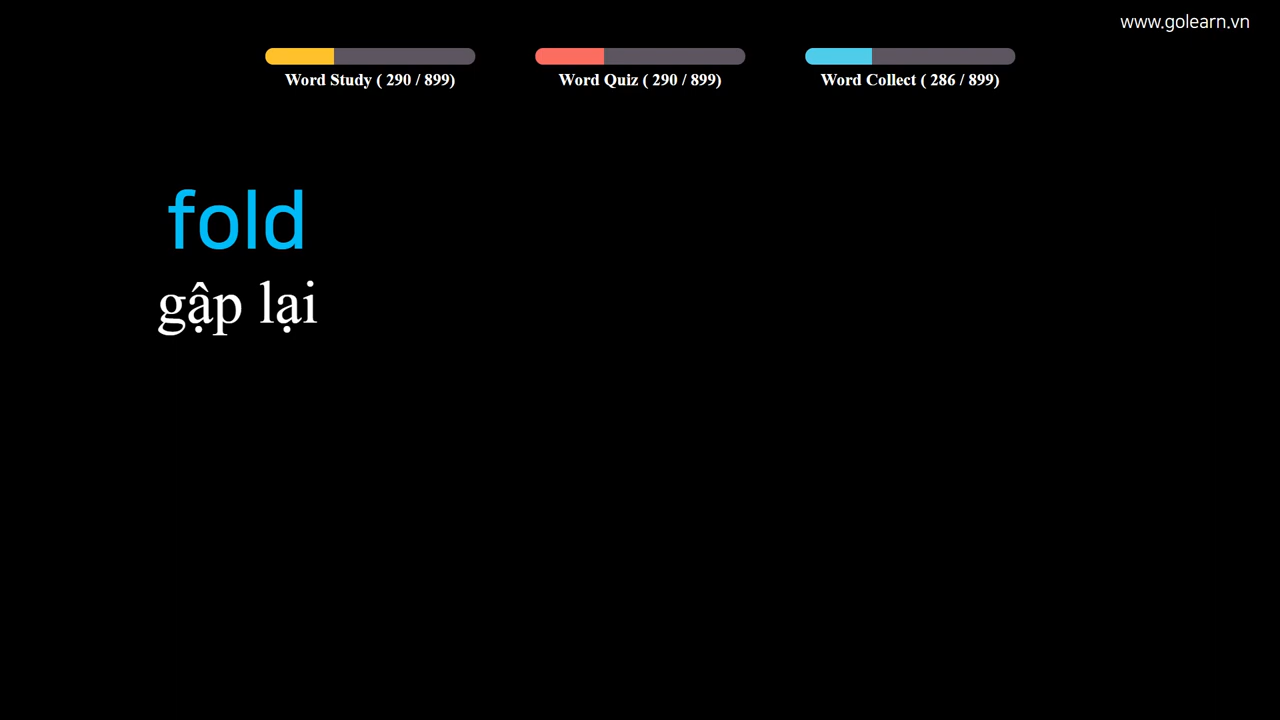 www.golearn.vn
Word Study ( 290 / 899)
Word Quiz ( 290 / 899)
Word Collect ( 286 / 899)
fold
gập lại